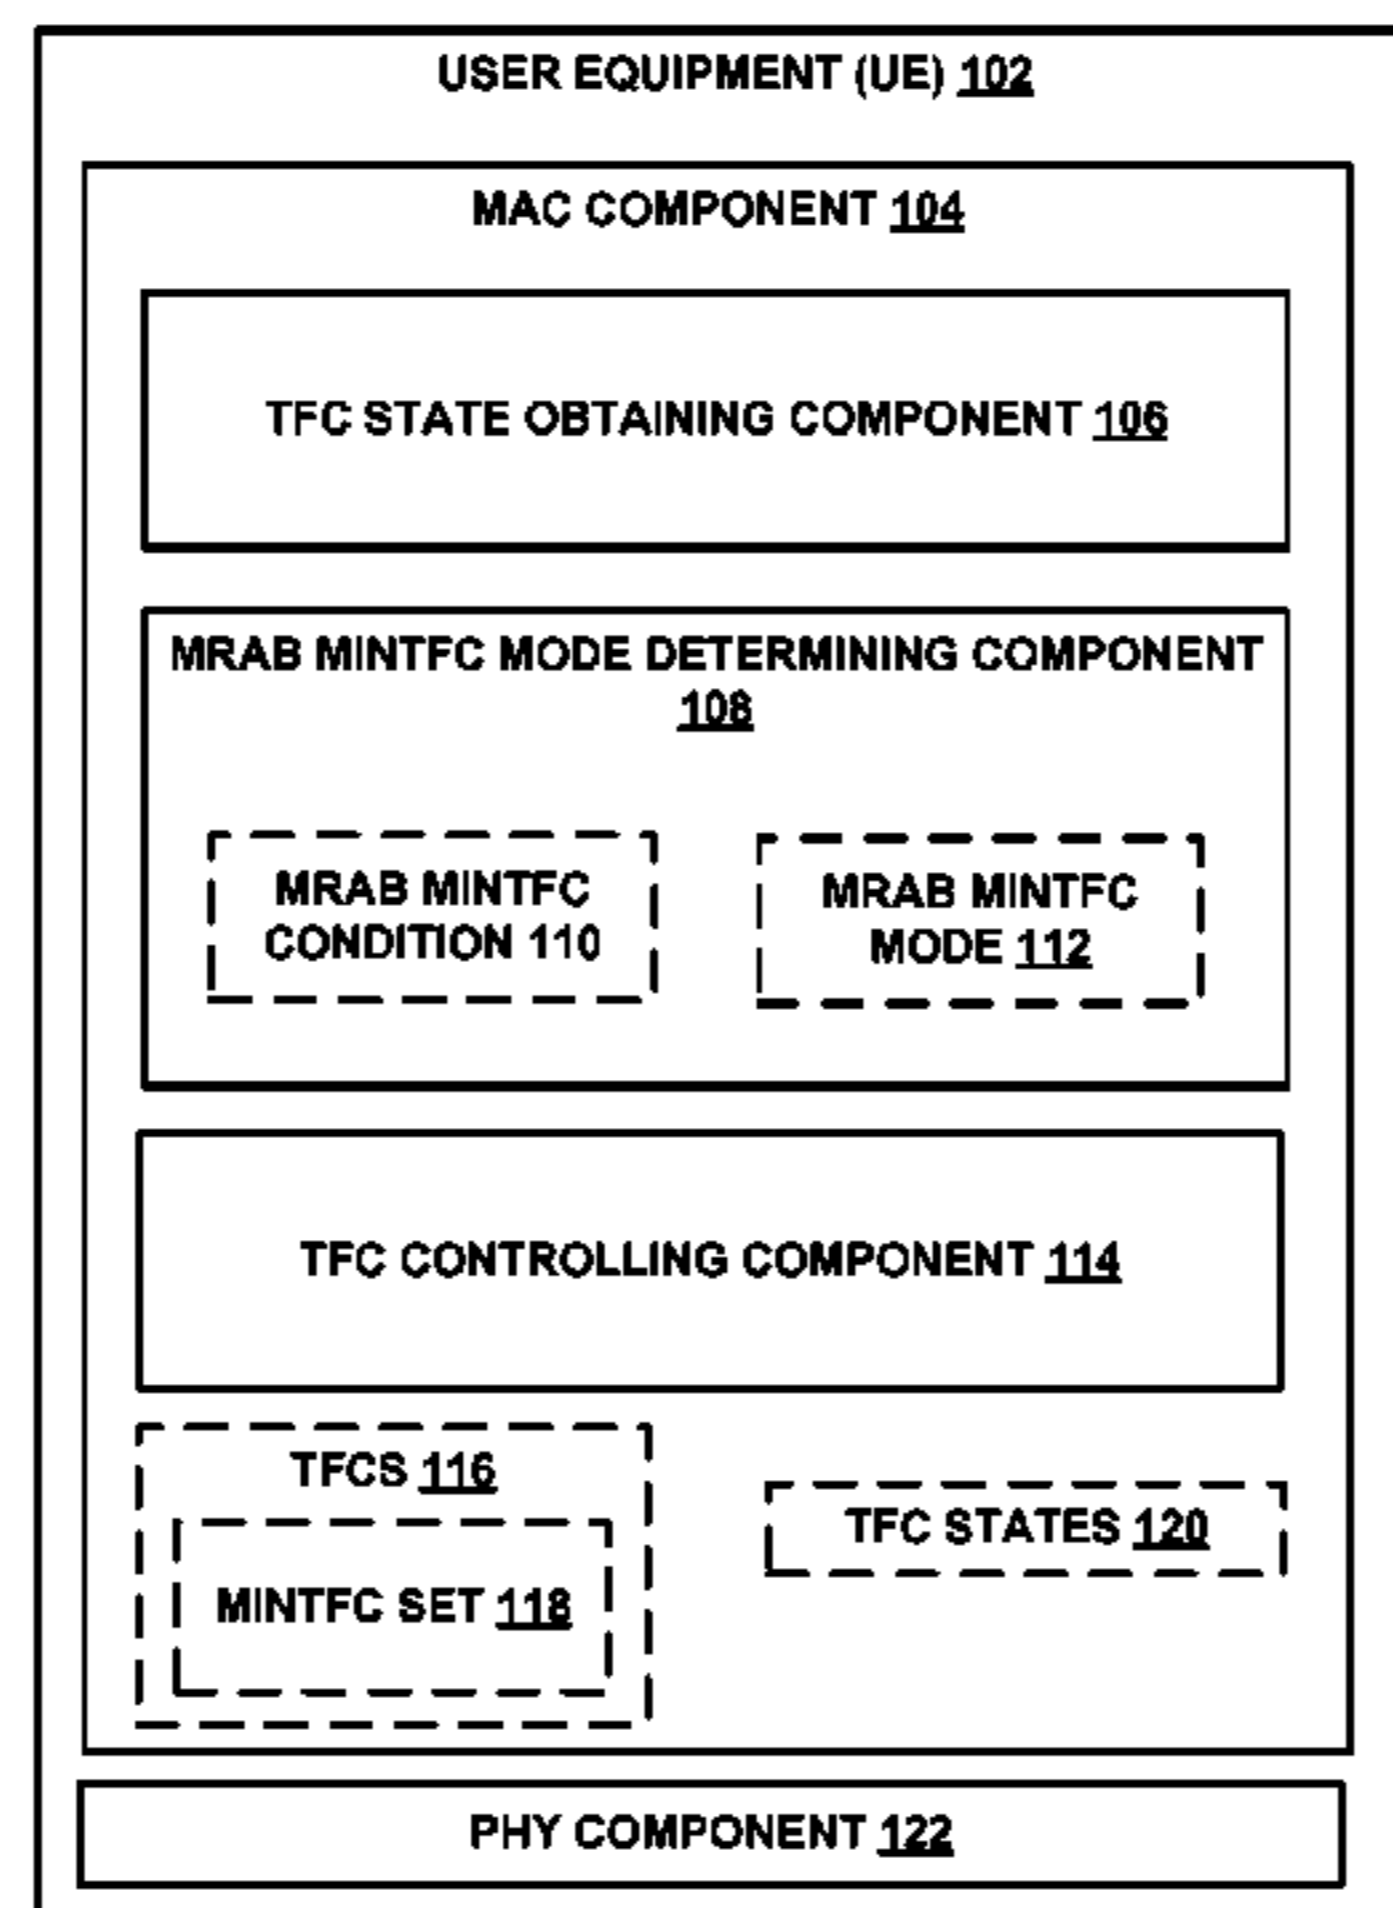 USER EQUIPMENT (UE) 102
MAC COMPONENT 104
TFC STATE OBTAINING COMPONENT 106
MRAB MINTFC MODE DETERMINING COMPONENT
108
MRAB MINTFC
CONDITION 110
MRAB MINTFC
MODE 112
TFC CONTROLLING COMPONENT 114
TFCS 116
MINTFC SET 118
TFC STATES 120
PHY COMPONENT 122